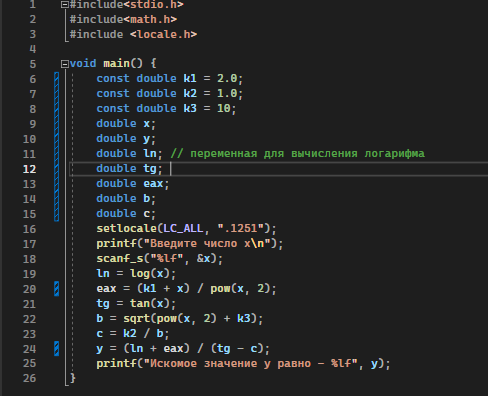 1 #include<stdio.h>
2 #include<math.h>
3 #include <locale.h>
4
5 void main() {
6 const double k1 = 2.0;
7 const double k2 = 1.0;
8 const double k3 = 10;
9 double x;
10 double y;
11 double ln; // переменная для вычисления логарифма
12 double tg;
13 double eax;
14 double b;
15 double c;
16 setlocale(LC_ALL, ".1251");
17 printf("Введите число x\n");
18 scanf_s("%lf", &x);
19 ln = log(x);
20 eax = (k1 + x) / pow(x, 2);
21 tg = tan(x);
22 b = sqrt(pow(x, 2) + k3);
23 c = k2 / b;
24 y = (ln + eax) / (tg - c);
25 printf("Искомое значение y равно - %lf", y);
26 }